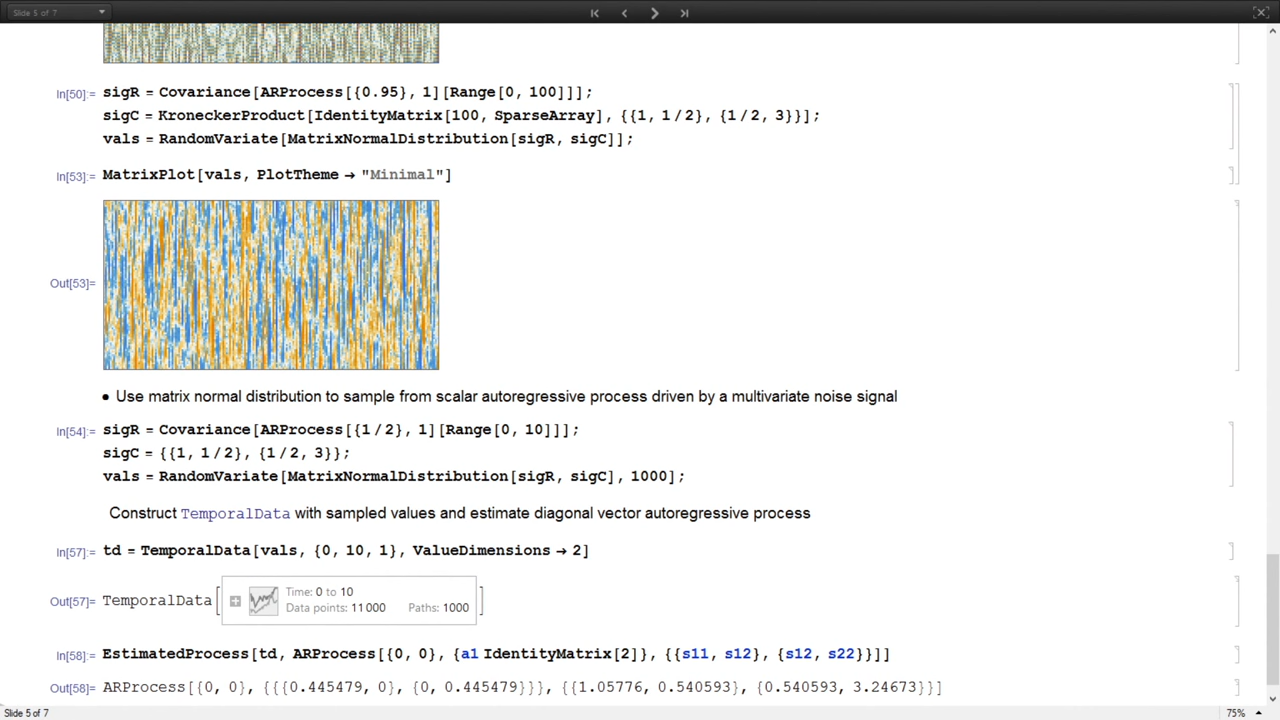 Slide 5 of 7
In[50]:= sigR = Covariance[ARProcess[{0.95}, 1][Range[0, 100]]];
sigC = KroneckerProduct[IdentityMatrix[100, SparseArray], {{1, 1/2}, {1/2, 3}}];
vals = RandomVariate[MatrixNormalDistribution[sigR, sigC]];
In[53]:= MatrixPlot[vals, PlotTheme → "Minimal"]
Out[53]=
• Use matrix normal distribution to sample from scalar autoregressive process driven by a multivariate noise signal
In[54]:= sigR = Covariance[ARProcess[{1/2}, 1][Range[0, 10]]];
sigC = {{1, 1/2}, {1/2, 3}};
vals = RandomVariate[MatrixNormalDistribution[sigR, sigC], 1000];
Construct TemporalData with sampled values and estimate diagonal vector autoregressive process
In[57]:= td = TemporalData[vals, {0, 10, 1}, ValueDimensions → 2]
Out[57]= TemporalData[ Time: 0 to 10
Data points: 11 000 Paths: 1000 ]
In[58]:= EstimatedProcess[td, ARProcess[{0, 0}, {a1 IdentityMatrix[2]}, {{s11, s12}, {s12, s22}}]]
Out[58]= ARProcess[{0, 0}, {{{0.445479, 0}, {0, 0.445479}}}, {{1.05776, 0.540593}, {0.540593, 3.24673}}]
Slide 5 of 7 75%